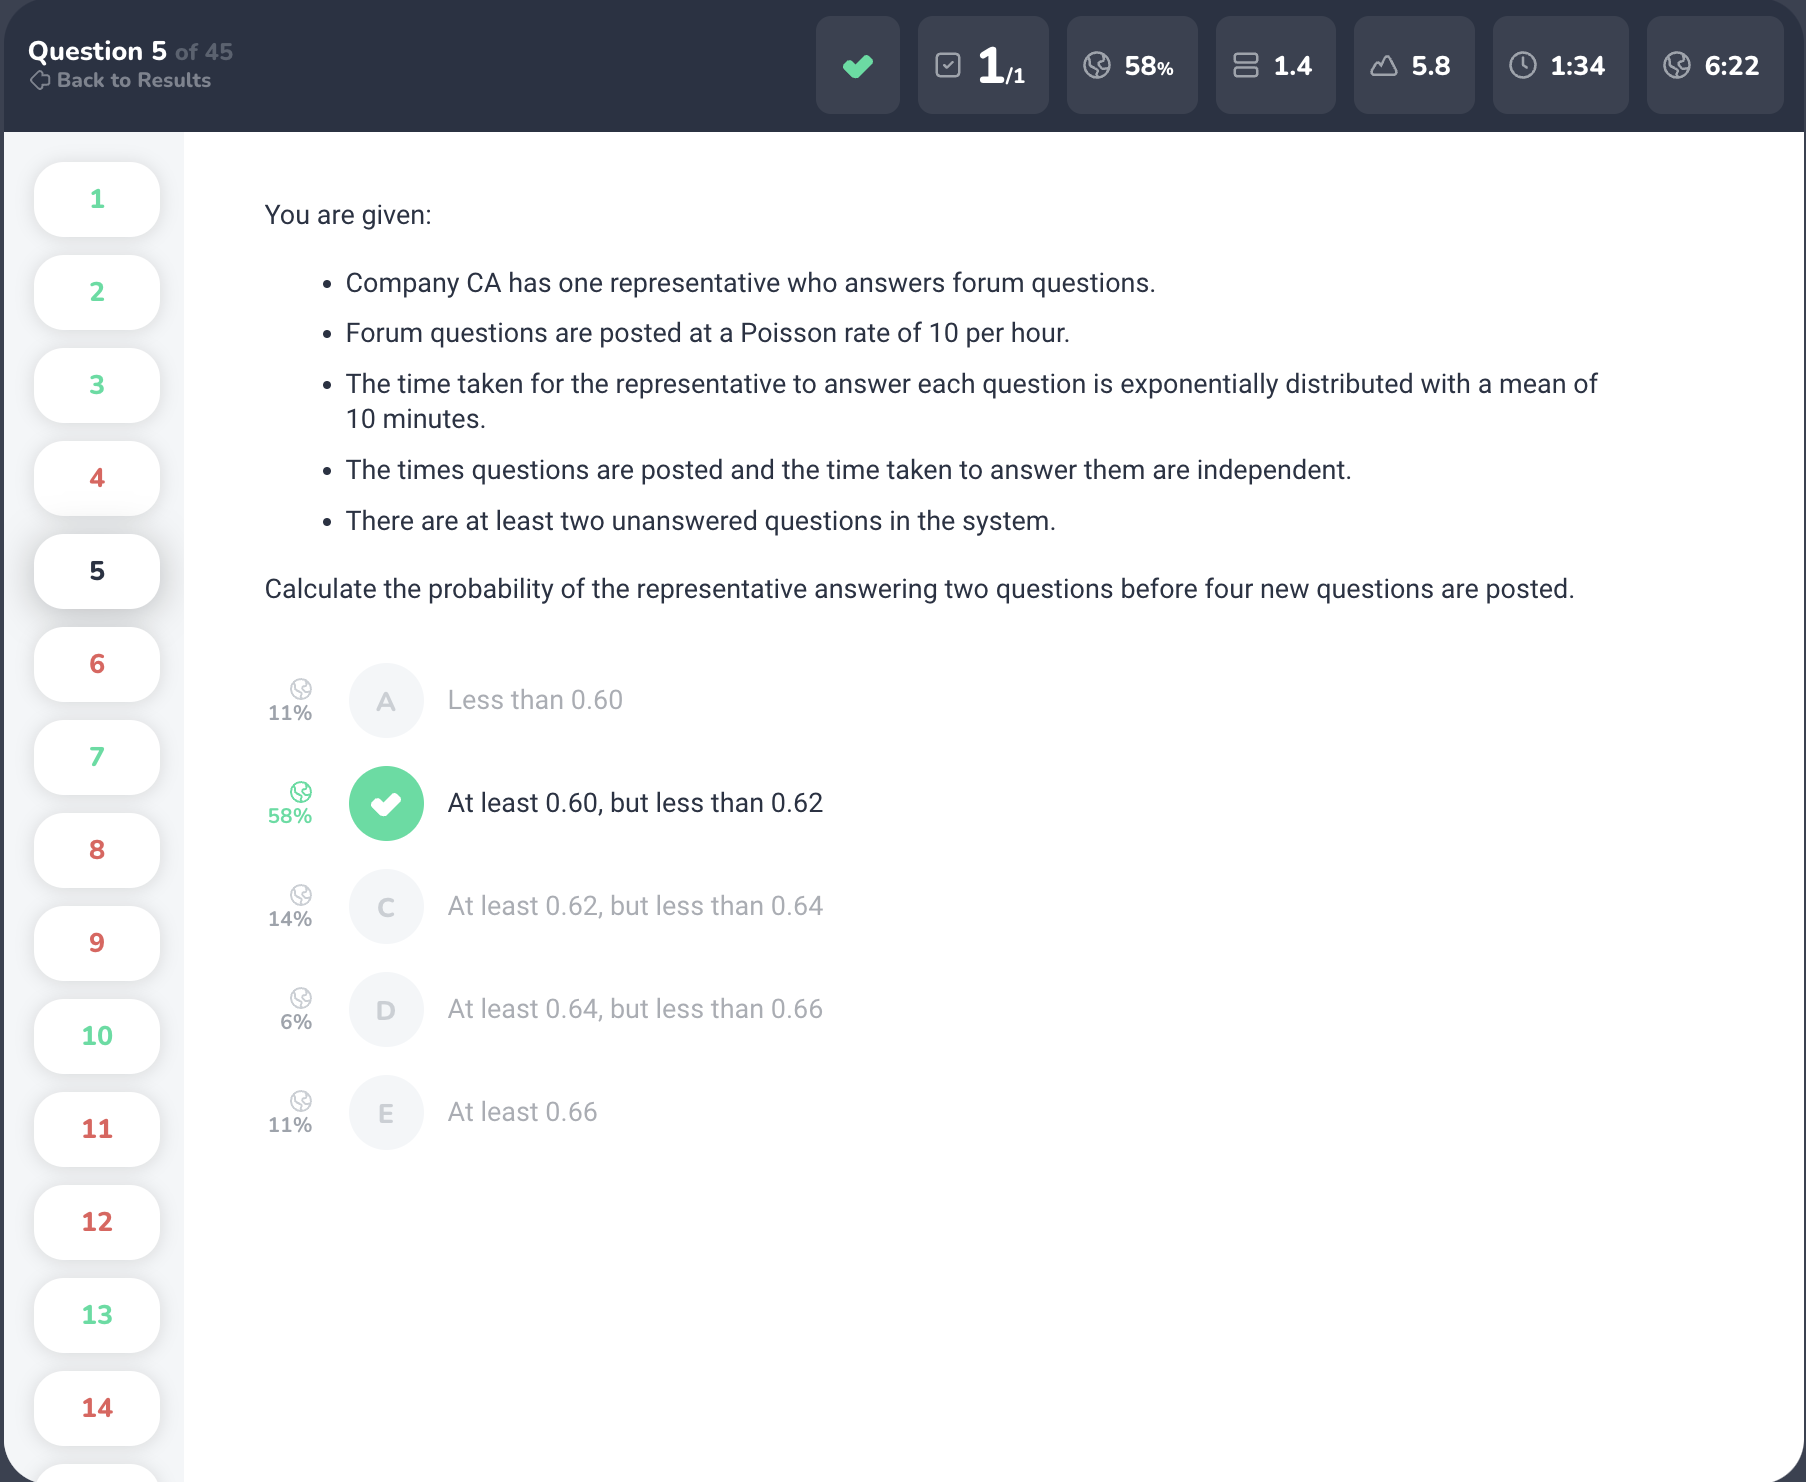 Question 5 of 45
Back to Results
1/1
58%
1.4
5.8
1:34
6:22
1
2
3
4
5
6
7
8
9
10
11
12
13
14
You are given:
• Company CA has one representative who answers forum questions.
• Forum questions are posted at a Poisson rate of 10 per hour.
• The time taken for the representative to answer each question is exponentially distributed with a mean of
10 minutes.
• The times questions are posted and the time taken to answer them are independent.
• There are at least two unanswered questions in the system.
Calculate the probability of the representative answering two questions before four new questions are posted.
11% A Less than 0.60
58% At least 0.60, but less than 0.62
14% C At least 0.62, but less than 0.64
6% D At least 0.64, but less than 0.66
11% E At least 0.66